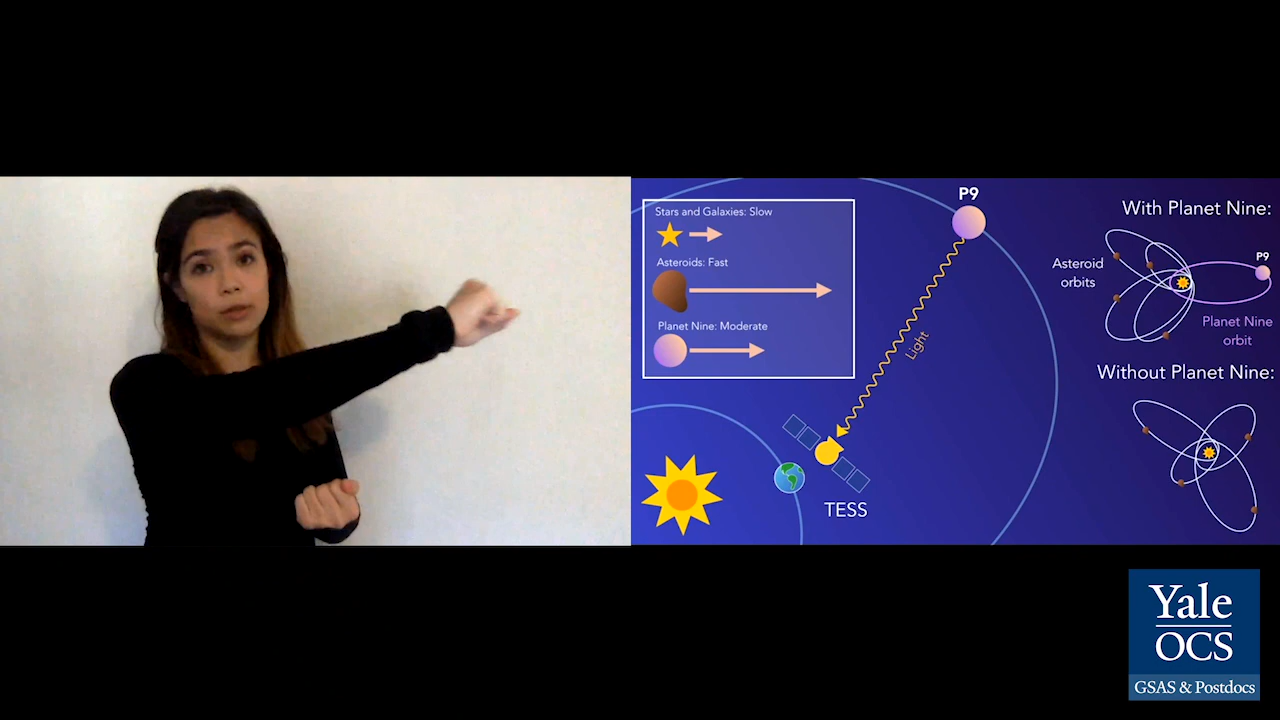 Stars and Galaxies: Slow
Asteroids: Fast
Planet Nine: Moderate
P9
Light
TESS
With Planet Nine:
Asteroid
orbits
P9
Planet Nine
orbit
Without Planet Nine:
Yale
OCS
GSAS & Postdocs